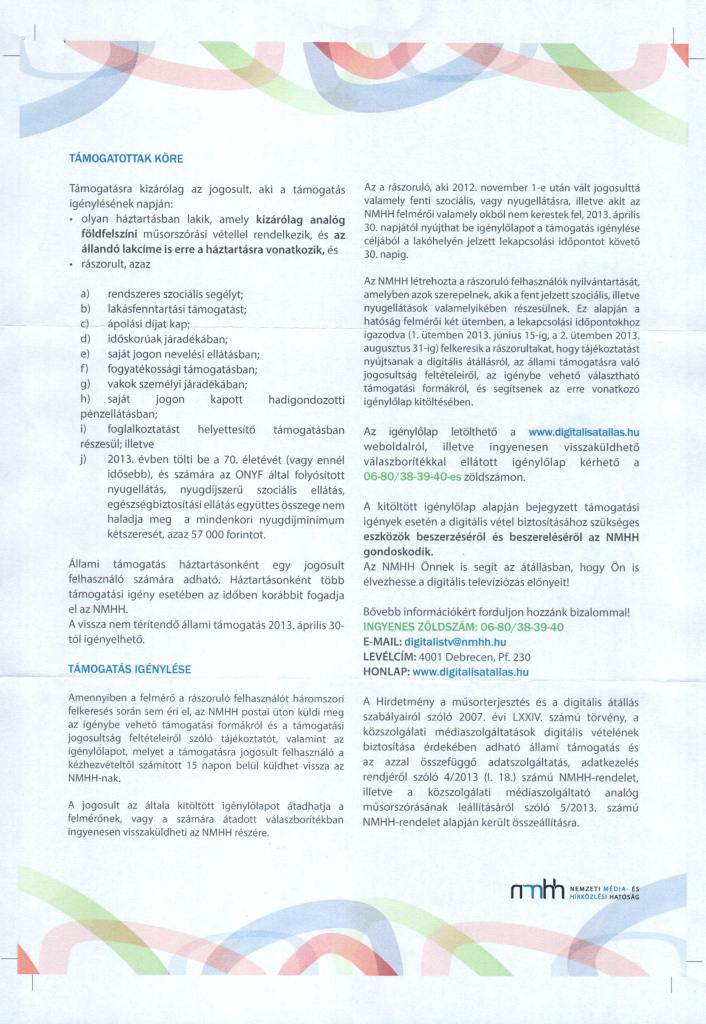 TÁMOGATOTTAK KÖRE
Támogatásra kizárólag az jogosult, aki a támogatás
igénylésének napján:
• olyan háztartásban lakik, amely kizárólag analóg
földfelszíni műsorszórási vétellel rendelkezik, és az
állandó lakcíme is erre a háztartásra vonatkozik, és
• rászorult, azaz
a) rendszeres szociális segélyt;
b) lakásfenntartási támogatást;
c) ápolási díjat kap;
d) időskorúak járadékában;
e) saját jogon nevelési ellátásban;
f) fogyatékossági támogatásban;
g) vakok személyi járadékában;
h) saját jogon kapott hadigondozotti
pénzellátásban;
i) foglalkoztatást helyettesítő támogatásban
részesül; illetve
j) 2013. évben tölti be a 70. életévét (vagy ennél
idősebb), és számára az ONYF által folyósított
nyugellátás, nyugdíjszerű szociális ellátás,
egészségbiztosítási ellátás együttes összege nem
haladja meg a mindenkori nyugdíjminimum
kétszeresét, azaz 57 000 forintot.
Állami támogatás háztartásonként egy jogosult
felhasználó számára adható. Háztartásonként több
támogatási igény esetében az időben korábbit fogadja
el az NMHH.
A vissza nem térítendő állami támogatás 2013. április 30-
tól igényelhető.
TÁMOGATÁS IGÉNYLÉSE
Amennyiben a felmérő a rászoruló felhasználót háromszori
felkeresés során sem éri el, az NMHH postai úton küldi meg
az igénybe vehető támogatási formákról és a támogatási
jogosultság feltételeiről szóló tájékoztatót, valamint az
igénylőlapot, melyet a támogatásra jogosult felhasználó a
kézhezvételtől számított 15 napon belül küldhet vissza az
NMHH-nak.
A jogosult az általa kitöltött igénylőlapot átadhatja a
felmérőnek, vagy a számára átadott válaszborítékban
ingyenesen visszaküldheti az NMHH részére.
Az a rászoruló, aki 2012. november 1-e után vált jogosulttá
valamely fenti szociális, vagy nyugellátásra, illetve akit az
NMHH felmérői valamely okból nem kerestek fel, 2013. április
30. napjától nyújthat be igénylőlapot a támogatás igénylése
céljából a lakóhelyén jelzett lekapcsolási időpontot követő
30. napig.
Az NMHH létrehozta a rászoruló felhasználók nyilvántartását,
amelyben azok szerepelnek, akik a fent jelzett szociális, illetve
nyugellátások valamelyikében részesülnek. Ez alapján a
hatóság felmérői két ütemben, a lekapcsolási időpontokhoz
igazodva (1. ütemben 2013. június 15-ig, a 2. ütemben 2013.
augusztus 31-ig) felkeresik a rászorultakat, hogy tájékoztatást
nyújtsanak a digitális átállásról, az állami támogatásra való
jogosultság feltételeiről, az igénybe vehető választható
támogatási formákról, és segítsenek az erre vonatkozó
igénylőlap kitöltésében.
Az igénylőlap letölthető a www.digitalisatallas.hu
weboldalról, illetve ingyenesen visszaküldhető
válaszborítékkal ellátott igénylőlap kérhető a
06-80/38-39-40-es zöldszámon.
A kitöltött igénylőlap alapján bejegyzett támogatási
igények esetén a digitális vétel biztosításához szükséges
eszközök beszerzéséről és beszereléséről az NMHH
gondoskodik.
Az NMHH Önnek is segít az átállásban, hogy Ön is
élvezhesse a digitális televíziózás előnyeit!
Bővebb információkért forduljon hozzánk bizalommal!
INGYENES ZÖLDSZÁM: 06-80/38-39-40
E-MAIL: digitalistv@nmhh.hu
LEVÉLCÍM: 4001 Debrecen, Pf. 230
HONLAP: www.digitalisatallas.hu
A Hirdetmény a műsorterjesztés és a digitális átállás
szabályairól szóló 2007. évi LXXIV. számú törvény, a
közszolgálati médiaszolgáltatások digitális vételének
biztosítása érdekében adható állami támogatás és
az azzal összefüggő adatszolgáltatás, adatkezelés
rendjéről szóló 4/2013 (I. 18.) számú NMHH-rendelet,
illetve a közszolgálati médiaszolgáltató analóg
műsorszórásának leállításáról szóló 5/2013. számú
NMHH-rendelet alapján került összeállításra.
nmhh NEMZETI MÉDIA- ÉS
HÍRKÖZLÉSI HATÓSÁG